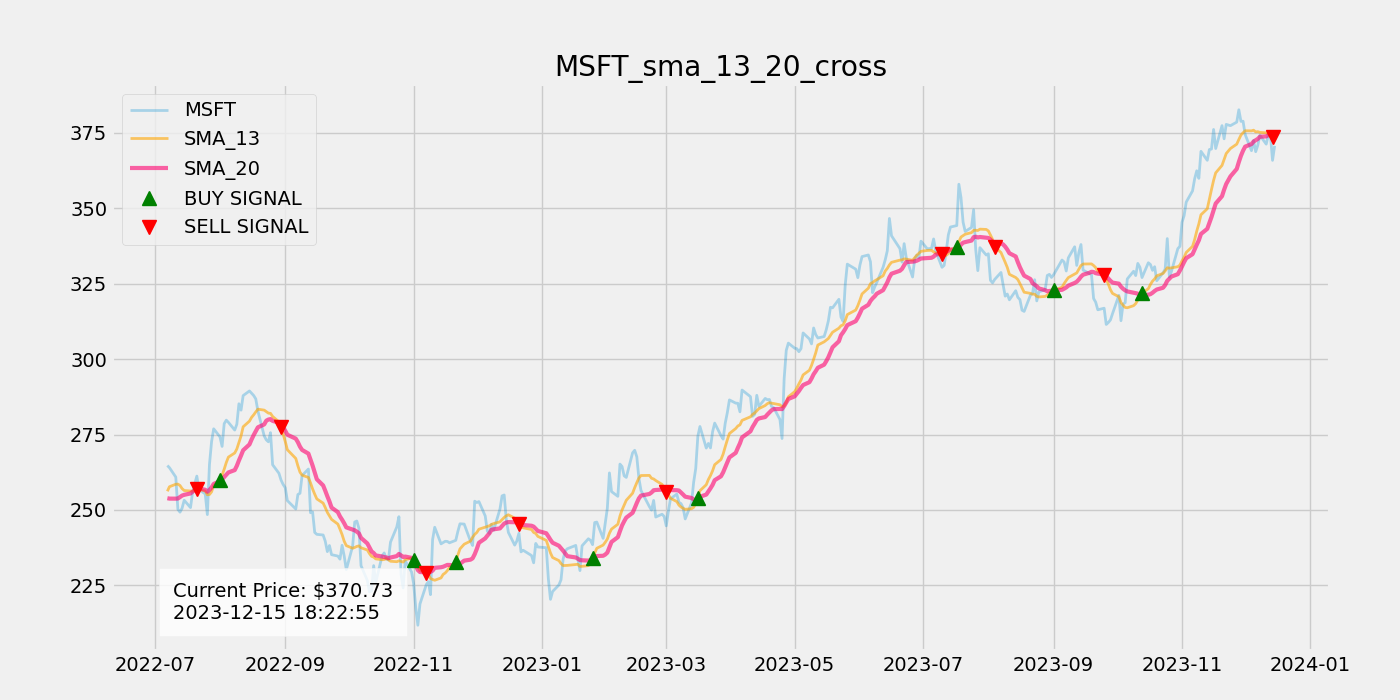 MSFT_sma_13_20_cross
MSFT
SMA_13
SMA_20
BUY SIGNAL
SELL SIGNAL
375
350
325
300
275
250
225
Current Price: $370.73
2023-12-15 18:22:55
2022-07 2022-09 2022-11 2023-01 2023-03 2023-05 2023-07 2023-09 2023-11 2024-01